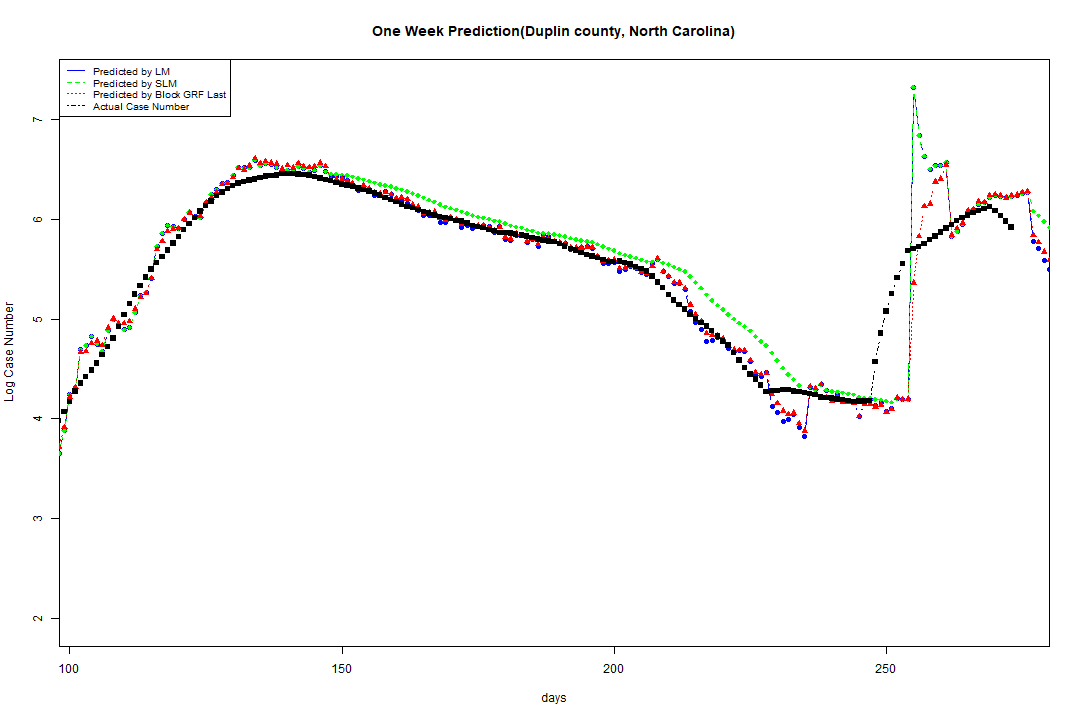 One Week Prediction(Duplin county, North Carolina)
Predicted by LM
Predicted by SLM
Predicted by Block GRF Last
Actual Case Number
7
6
5
4
3
2
Log Case Number
100 150 200 250
days